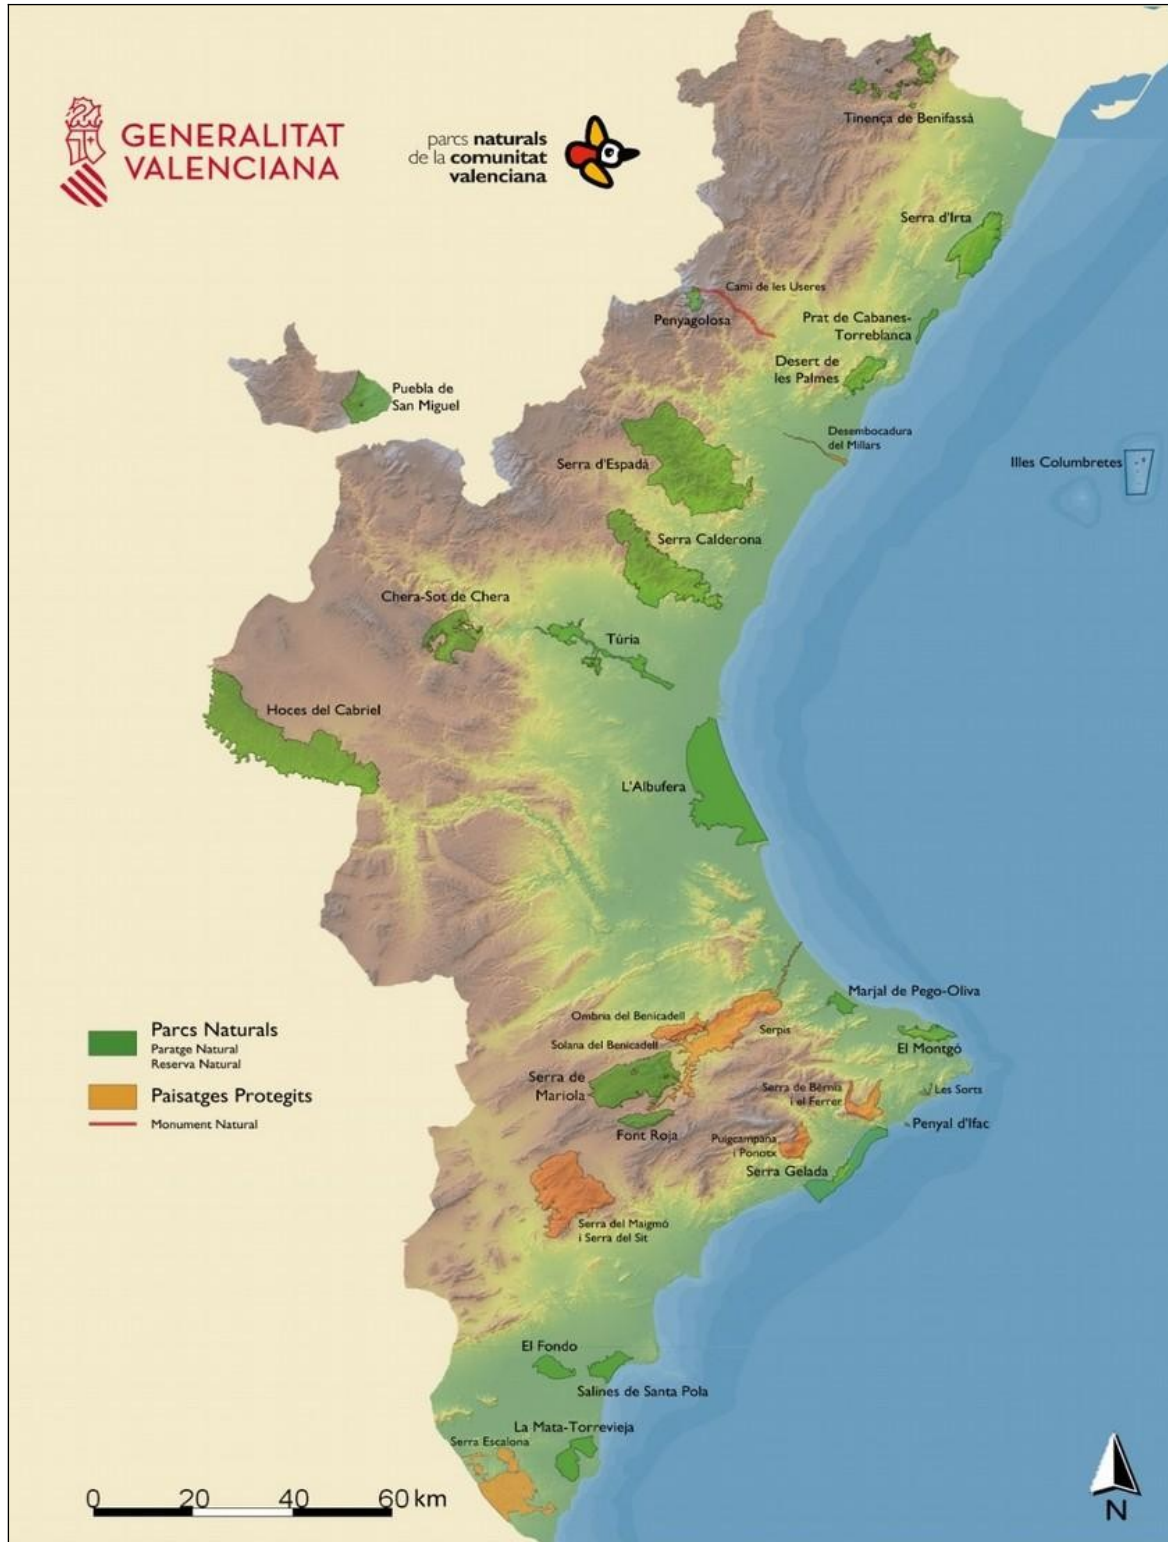 GENERALITAT
VALENCIANA
parcs naturals
de la comunitat
valenciana
Tinença de Benifassà
Serra d'Irta
Camí de les Useres
Penyagolosa
Prat de Cabanes-
Torreblanca
Desert de
les Palmes
Puebla de
San Miguel
Desembocadura
del Millars
Serra d'Espadà
Illes Columbretes
Serra Calderona
Chera-Sot de Chera
Túria
Hoces del Cabriel
L'Albufera
Marjal de Pego-Oliva
Ombria del Benicadell
Serpis
El Montgó
Solana del Benicadell
Serra de
Mariola
Serra de Bèrnia
i el Ferrer
Les Sorts
Penyal d'Ifac
Font Roja
Puigcampana
i Ponotx
Serra Gelada
Serra del Maigmó
i Serra del Sit
Parcs Naturals
Paratge Natural
Reserva Natural
Paisatges Protegits
Monument Natural
El Fondo
Salines de Santa Pola
La Mata-Torrevieja
Serra Escalona
0 20 40 60 km
N